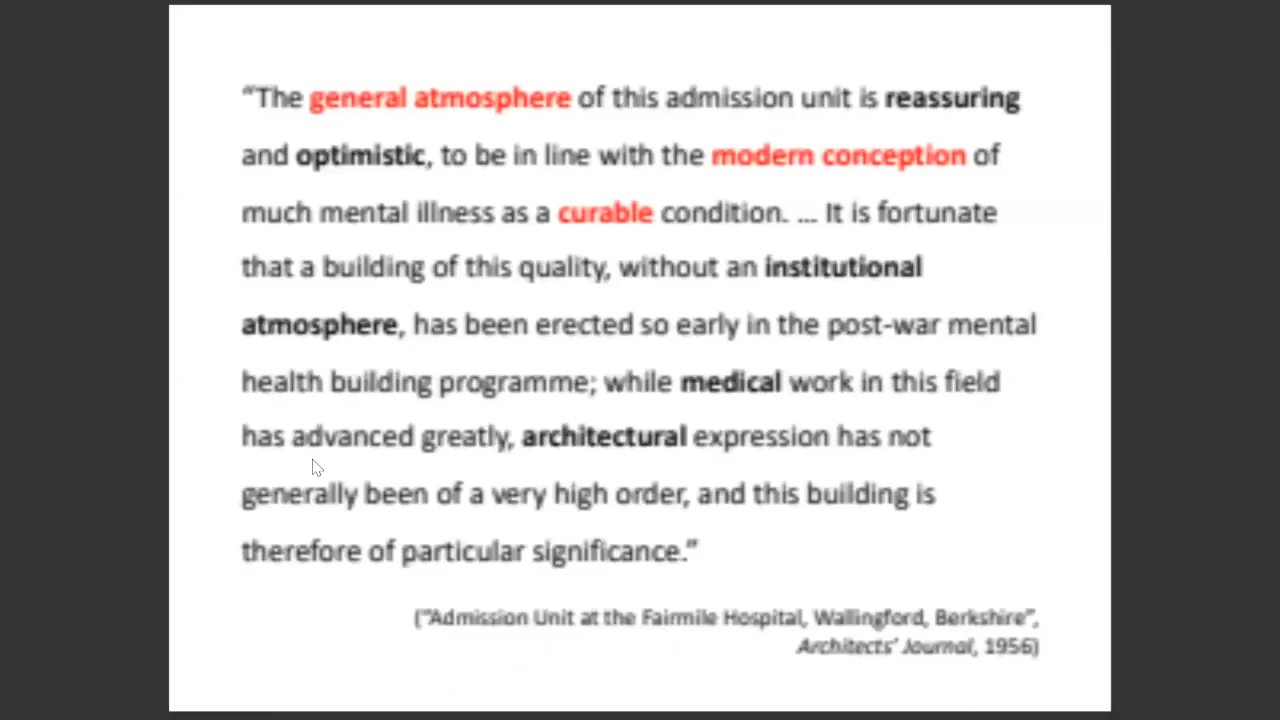 “The general atmosphere of this admission unit is reassuring
and optimistic, to be in line with the modern conception of
much mental illness as a curable condition. ... It is fortunate
that a building of this quality, without an institutional
atmosphere, has been erected so early in the post-war mental
health building programme; while medical work in this field
has advanced greatly, architectural expression has not
generally been of a very high order, and this building is
therefore of particular significance.”
(“Admission Unit at the Fairmile Hospital, Wallingford, Berkshire”,
Architects’ Journal, 1956)